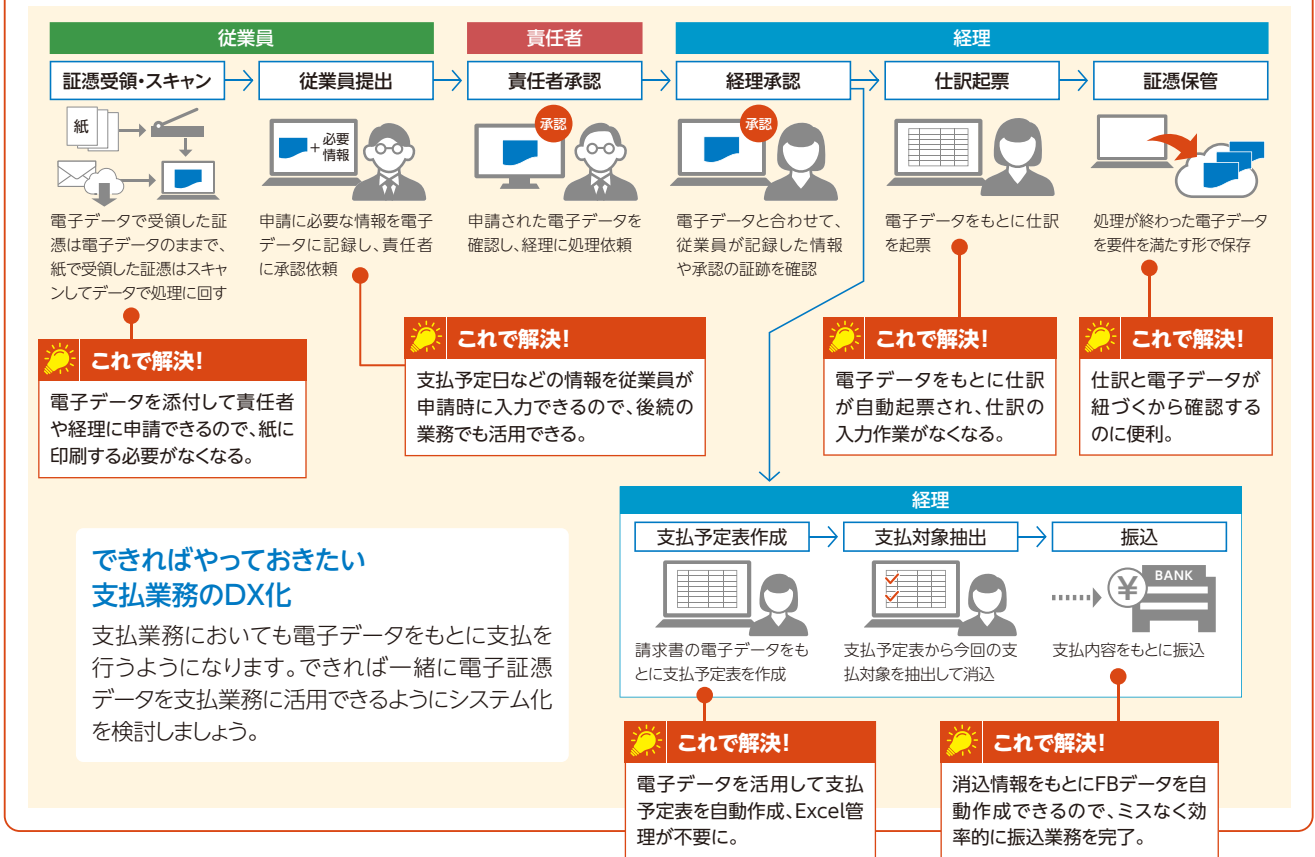 従業員
責任者
経理
証憑受領・スキャン
従業員提出
責任者承認
経理承認
仕訳起票
証憑保管
紙
+必要
情報
承認
承認
電子データで受領した証
憑は電子データのままで、
紙で受領した証憑はスキャ
ンしてデータで処理に回す
申請に必要な情報を電子
データに記録し、責任者
に承認依頼
申請された電子データを
確認し、経理に処理依頼
電子データと合わせて、
従業員が記録した情報
や承認の証跡を確認
電子データをもとに仕訳
を起票
処理が終わった電子データ
を要件を満たす形で保存
これで解決!
電子データを添付して責任者
や経理に申請できるので、紙に
印刷する必要がなくなる。
これで解決!
支払予定日などの情報を従業員が
申請時に入力できるので、後続の
業務でも活用できる。
これで解決!
電子データをもとに仕訳
が自動起票され、仕訳の
入力作業がなくなる。
これで解決!
仕訳と電子データが
紐づくから確認する
のに便利。
できればやっておきたい
支払業務のDX化
支払業務においても電子データをもとに支払を
行うようになります。できれば一緒に電子証憑
データを支払業務に活用できるようにシステム化
を検討しましょう。
経理
支払予定表作成
支払対象抽出
振込
¥
BANK
請求書の電子データをも
とに支払予定表を作成
支払予定表から今回の支
払対象を抽出して消込
支払内容をもとに振込
これで解決!
電子データを活用して支払
予定表を自動作成、Excel管
理が不要に。
これで解決!
消込情報をもとにFBデータを自
動作成できるので、ミスなく効
率的に振込業務を完了。